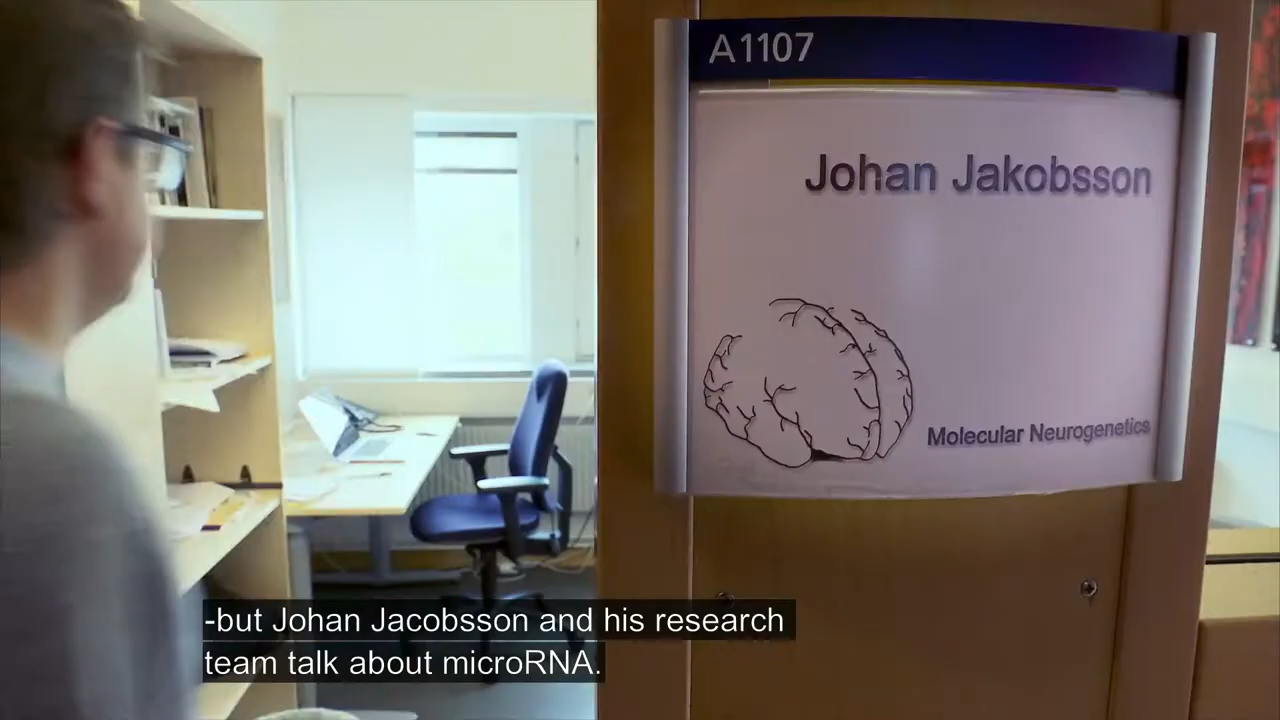 A1107
Johan Jakobsson
Molecular Neurogenetics
-but Johan Jacobsson and his research
team talk about microRNA.